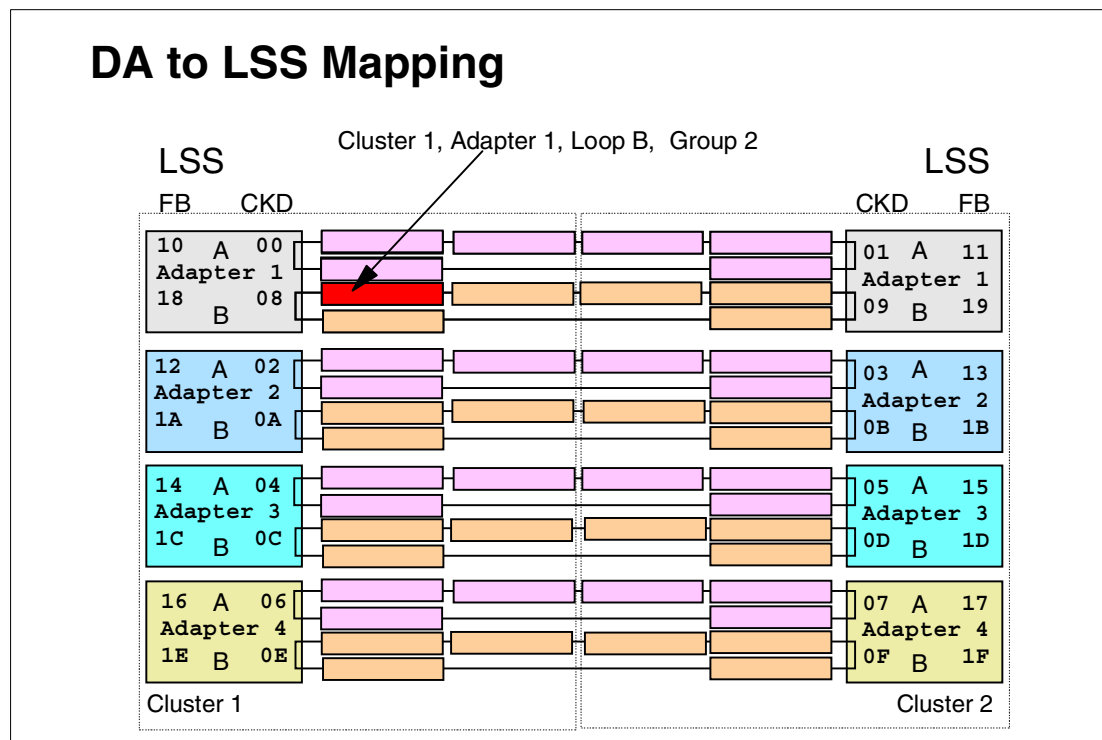 DA to LSS Mapping
Cluster 1, Adapter 1, Loop B, Group 2
LSS LSS
FB CKD CKD FB
10 A 00 01 A 11
Adapter 1 Adapter 1
18 B 08 09 B 19
12 A 02 03 A 13
Adapter 2 Adapter 2
1A B 0A 0B B 1B
14 A 04 05 A 15
Adapter 3 Adapter 3
1C B 0C 0D B 1D
16 A 06 07 A 17
Adapter 4 Adapter 4
1E B 0E 0F B 1F
Cluster 1 Cluster 2